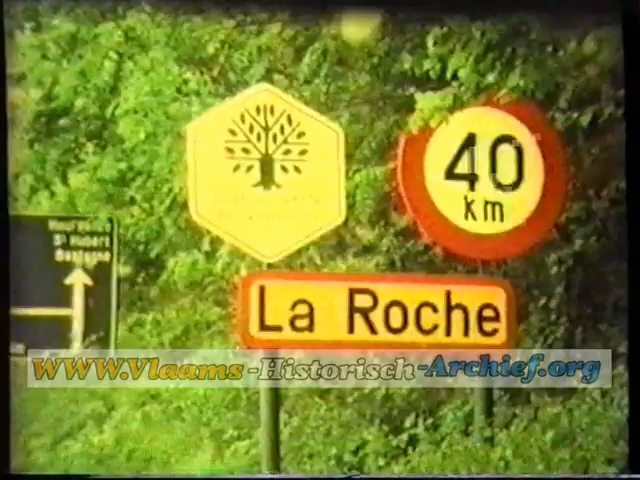 40
km
St Hubert
Bastogne
La Roche
www.Vlaams-Historisch-Archief.org